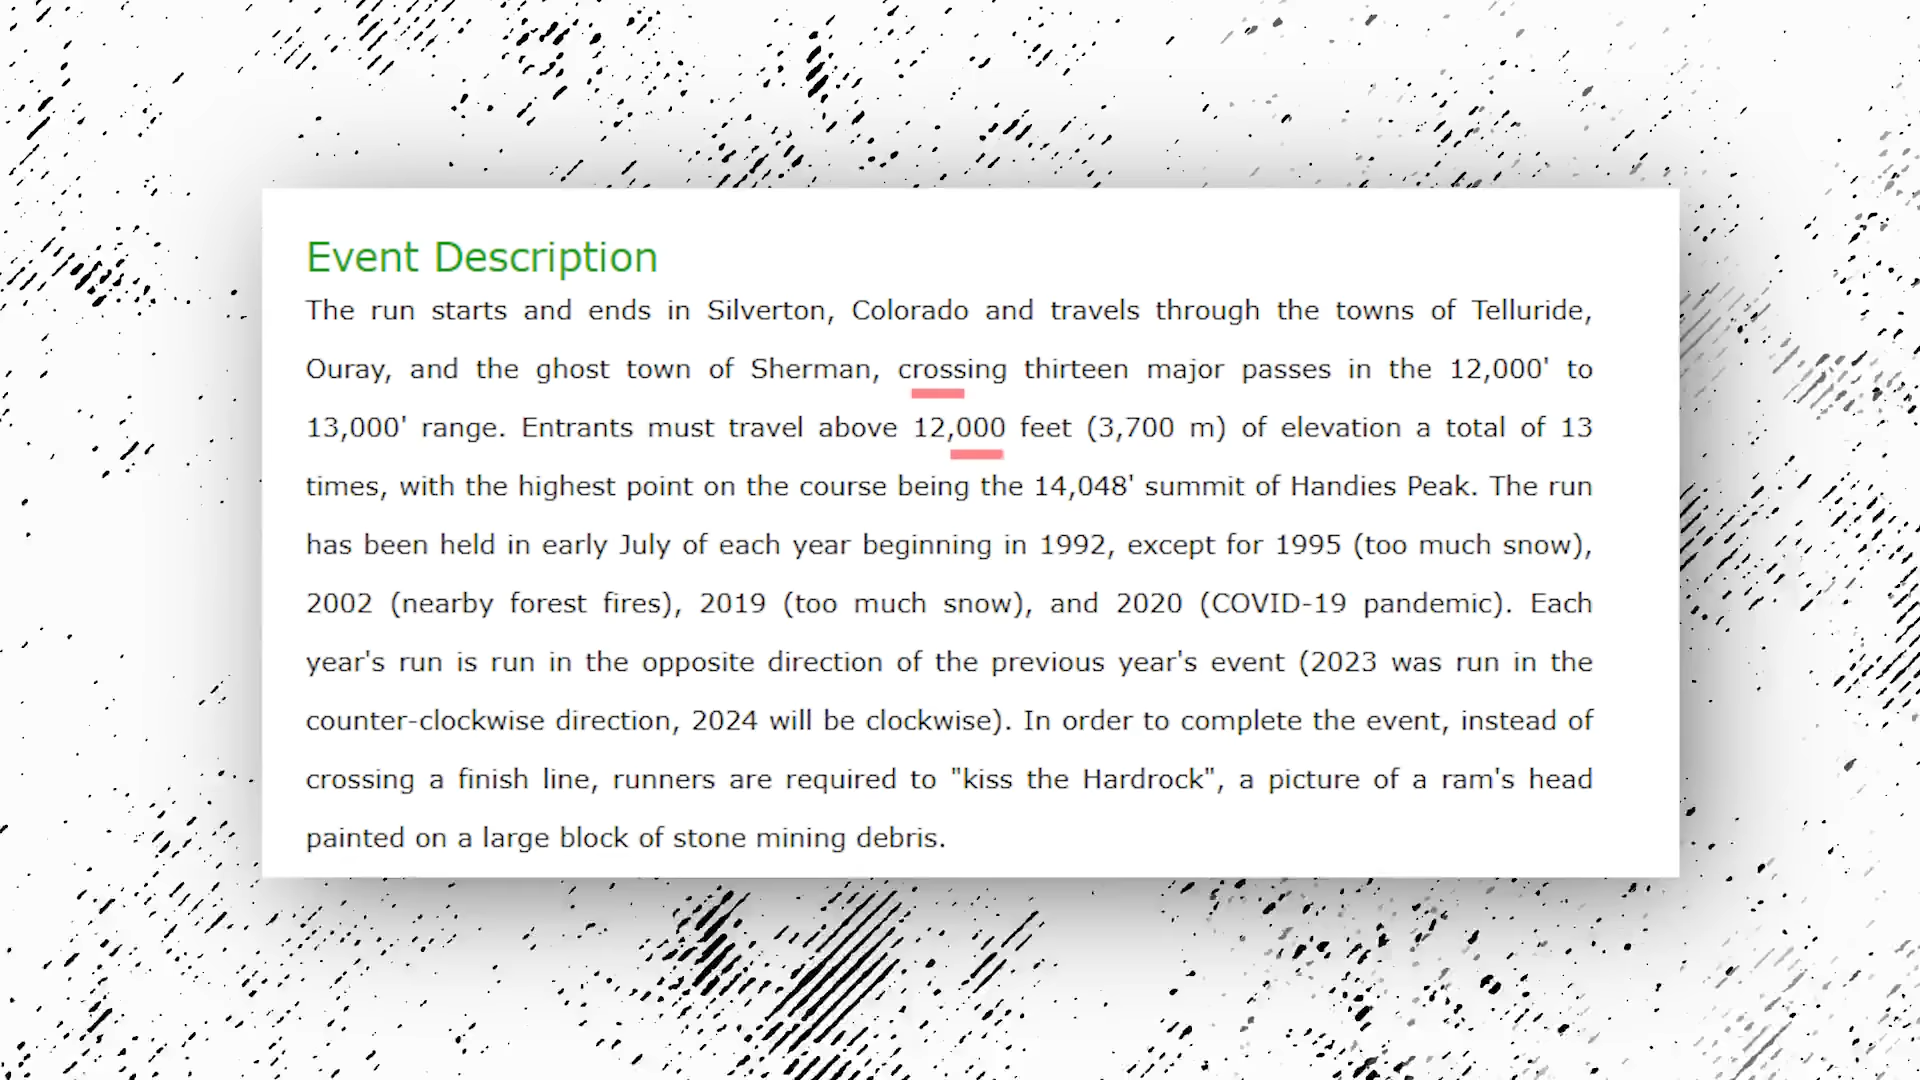 Event Description
The run starts and ends in Silverton, Colorado and travels through the towns of Telluride,
Ouray, and the ghost town of Sherman, crossing thirteen major passes in the 12,000' to
13,000' range. Entrants must travel above 12,000 feet (3,700 m) of elevation a total of 13
times, with the highest point on the course being the 14,048' summit of Handies Peak. The run
has been held in early July of each year beginning in 1992, except for 1995 (too much snow),
2002 (nearby forest fires), 2019 (too much snow), and 2020 (COVID-19 pandemic). Each
year's run is run in the opposite direction of the previous year's event (2023 was run in the
counter-clockwise direction, 2024 will be clockwise). In order to complete the event, instead of
crossing a finish line, runners are required to "kiss the Hardrock", a picture of a ram's head
painted on a large block of stone mining debris.